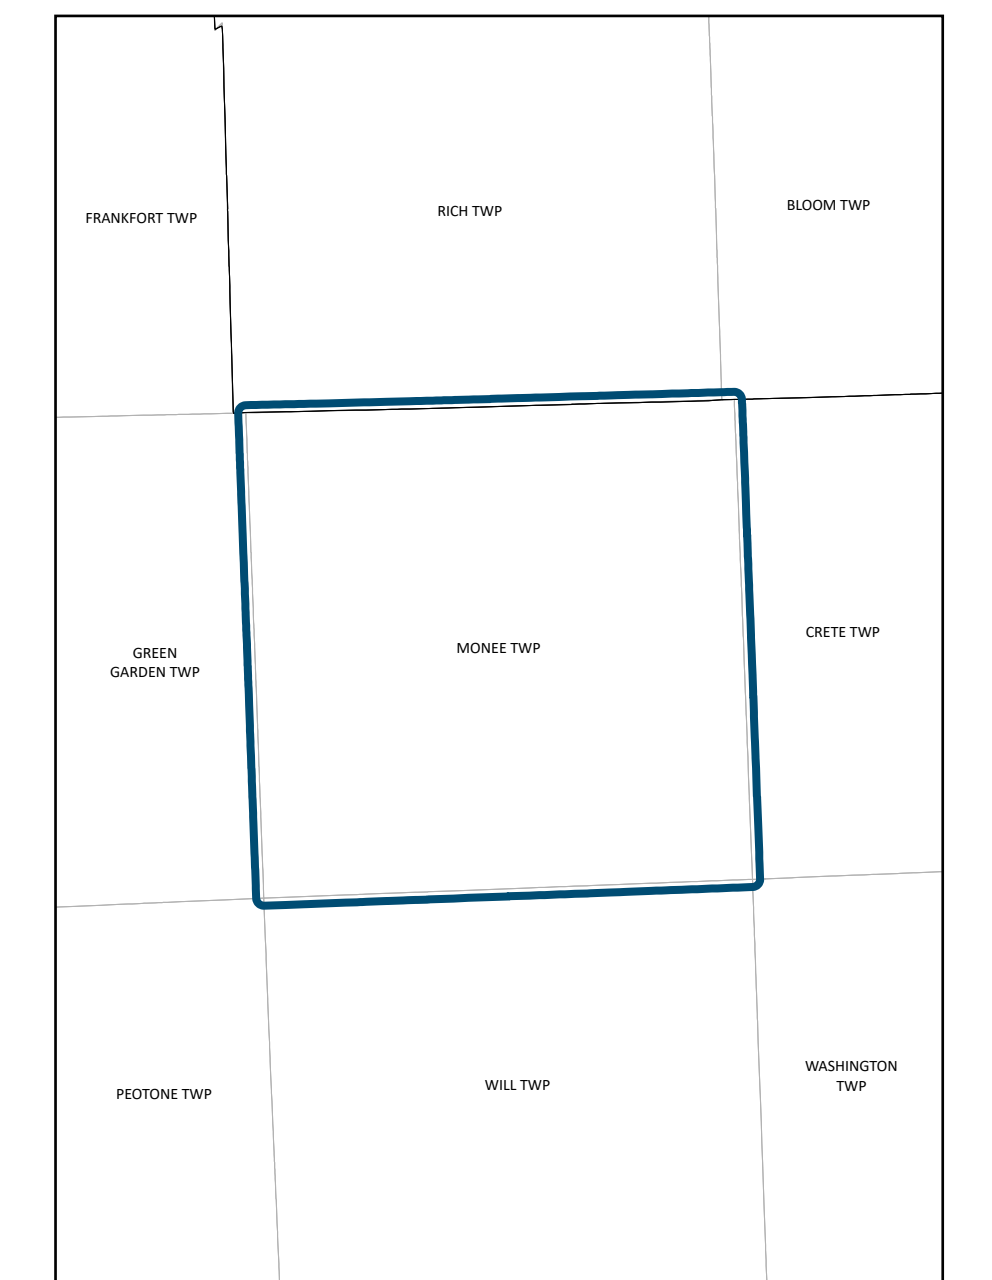 FRANKFORT TWP
RICH TWP
BLOOM TWP
GREEN
GARDEN TWP
MONEE TWP
CRETE TWP
PEOTONE TWP
WILL TWP
WASHINGTON
TWP